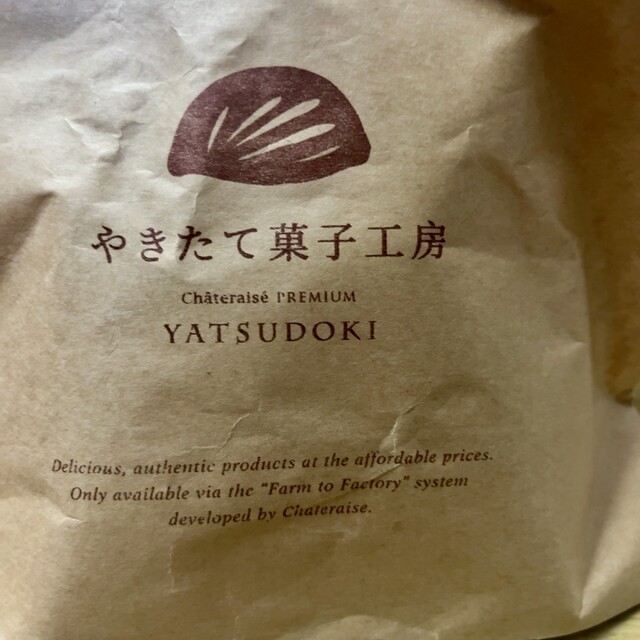 やきたて菓子工房
Châteraisé PREMIUM
YATSUDOKI
Delicious, authentic products at the affordable prices.
Only available via the "Farm to Factory" system
developed by Chateraise.